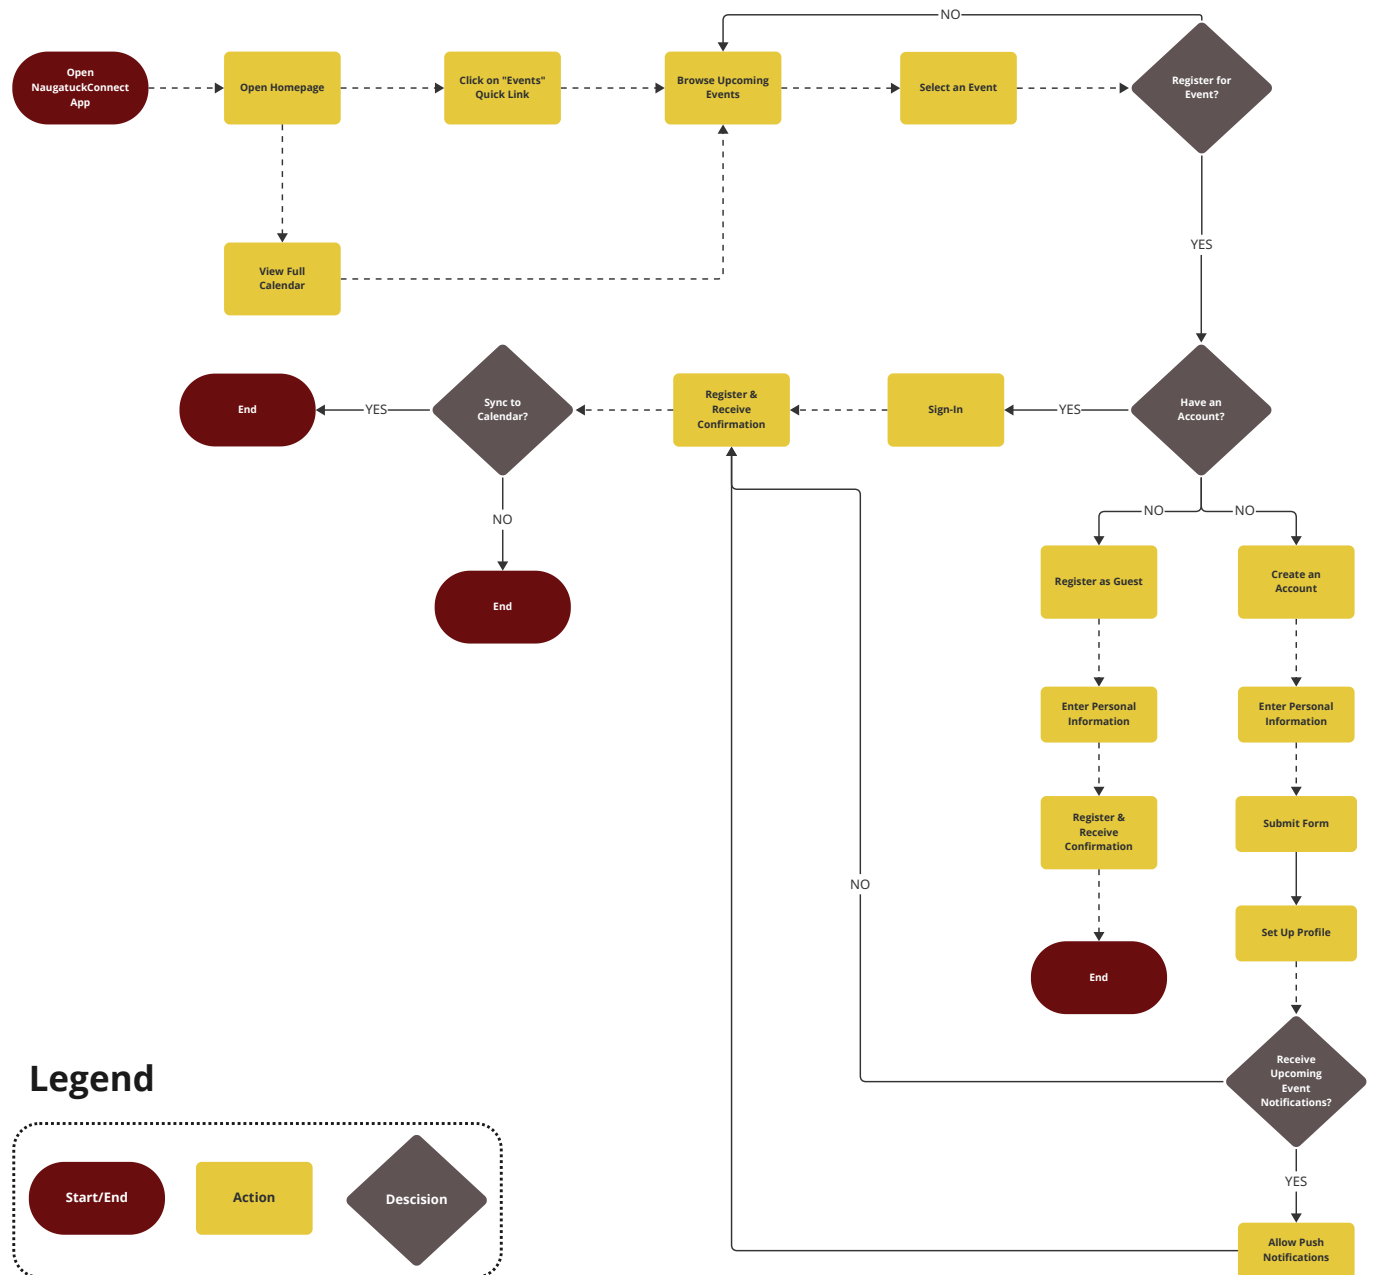 NO
Open
NaugatuckConnect
App
Open Homepage
Click on "Events"
Quick Link
Browse Upcoming
Events
Select an Event
Register for
Event?
YES
View Full
Calendar
End
YES
Sync to
Calendar?
Register &
Receive
Confirmation
Sign-In
YES
Have an
Account?
NO
NO
NO
End
Register as Guest
Create an
Account
Enter Personal
Information
Enter Personal
Information
Register &
Receive
Confirmation
Submit Form
NO
Set Up Profile
End
Receive
Upcoming
Event
Notifications?
YES
Allow Push
Notifications
Legend
Start/End
Action
Descision